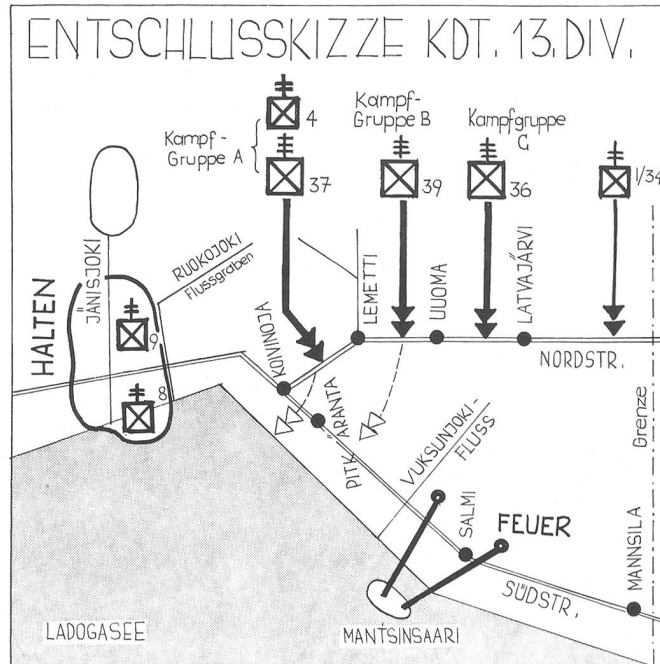 ENTSCHLUSSKIZZE KDT. 13. DIV.
4
Kampf-
Gruppe A
37
Kampf-
Gruppe B
39
Kampfgruppe
C
36
1/34
HALTEN
JÄNISJOKI
RUOKOJOKI
Flussgraben
9
8
KOIVINOJA
LEMETTI
UUOMA
LATVAJÄRVI
NORDSTR.
Grenze
PITKÄRANTA
VUKSUNJOKI-
FLUSS
SALMI
FEUER
SÜDSTR.
MANNSILA
LADOGASEE
MANTSINSAARI